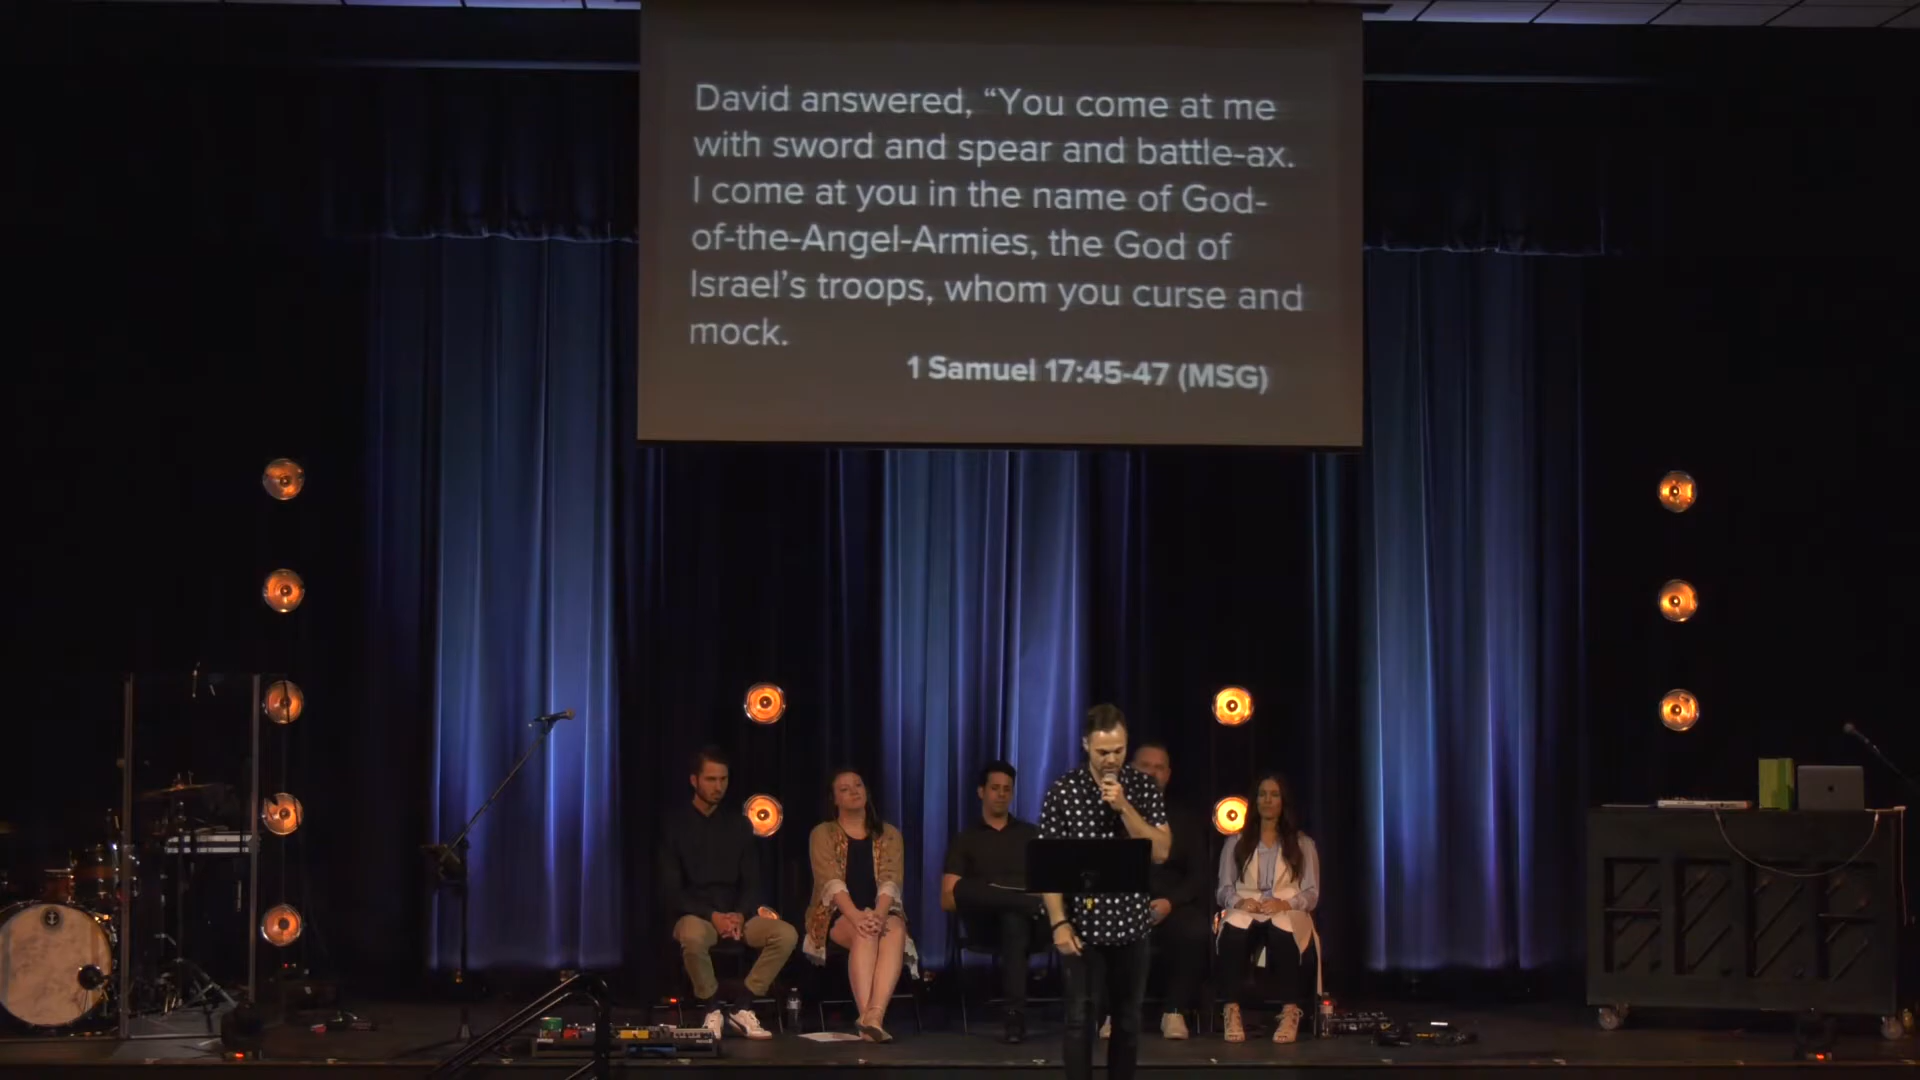 David answered, “You come at me
with sword and spear and battle-ax.
I come at you in the name of God-
of-the-Angel-Armies, the God of
Israel’s troops, whom you curse and
mock.
1 Samuel 17:45-47 (MSG)